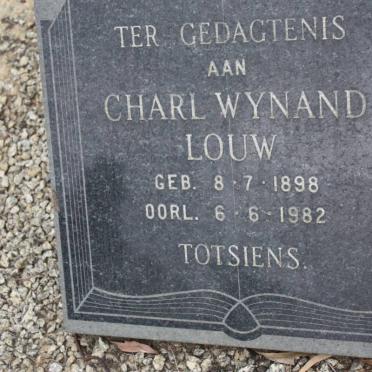 TER GEDAGTENIS
AAN
CHARL WYNAND
LOUW
GEB. 8·7·1898
OORL. 6·6·1982
TOTSIENS.